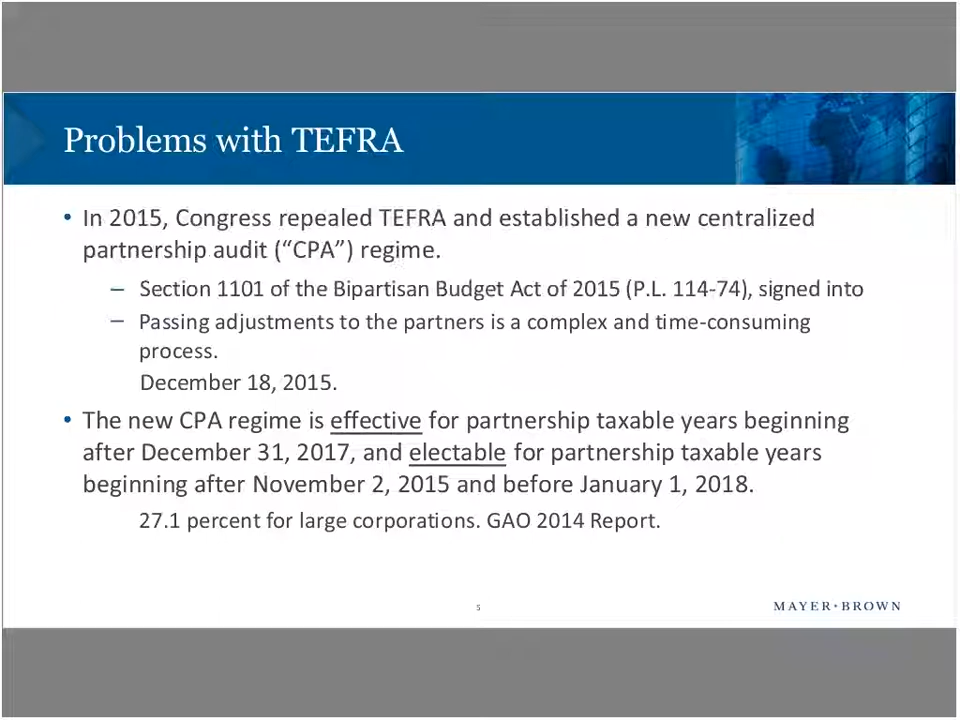 Problems with TEFRA
• In 2015, Congress repealed TEFRA and established a new centralized
partnership audit (“CPA”) regime.
– Section 1101 of the Bipartisan Budget Act of 2015 (P.L. 114-74), signed into
– Passing adjustments to the partners is a complex and time-consuming
process.
December 18, 2015.
• The new CPA regime is effective for partnership taxable years beginning
after December 31, 2017, and electable for partnership taxable years
beginning after November 2, 2015 and before January 1, 2018.
27.1 percent for large corporations. GAO 2014 Report.
5
MAYER•BROWN